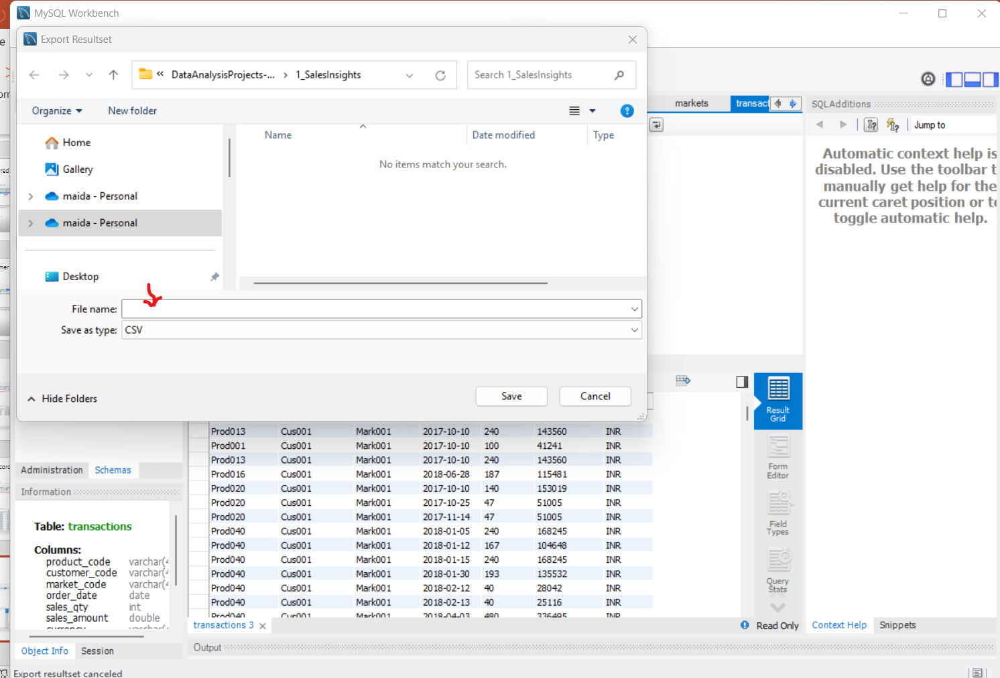 MySQL Workbench
Export Resultset
« DataAnalysisProjects-... › 1_SalesInsights
Search 1_SalesInsights
Organize
New folder
Home
Gallery
maida - Personal
maida - Personal
Desktop
Name
Date modified
Type
No items match your search.
File name:
Save as type: CSV
Hide Folders
Save
Cancel
markets
transact
SQLAdditions
Jump to
Automatic context help is
disabled. Use the toolbar t
manually get help for the
current caret position or to
toggle automatic help.
Prod013 Cus001 Mark001 2017-10-10 240 143560 INR
Prod001 Cus001 Mark001 2017-10-10 100 41241 INR
Prod013 Cus001 Mark001 2017-10-10 240 143560 INR
Prod016 Cus001 Mark001 2018-06-28 187 115481 INR
Prod020 Cus001 Mark001 2017-10-10 140 153019 INR
Prod020 Cus001 Mark001 2017-10-25 47 51005 INR
Prod020 Cus001 Mark001 2017-11-14 47 51005 INR
Prod040 Cus001 Mark001 2018-01-05 240 168245 INR
Prod040 Cus001 Mark001 2018-01-12 167 104648 INR
Prod040 Cus001 Mark001 2018-01-15 240 168245 INR
Prod040 Cus001 Mark001 2018-01-30 193 135532 INR
Prod040 Cus001 Mark001 2018-02-12 40 28042 INR
Prod040 Cus001 Mark001 2018-02-13 40 25116 INR
Prod040 Cus001 Mark001 2018-04-03 480 336495 INR
Result
Grid
Form
Editor
Field
Types
Query
Stats
Administration
Schemas
Information
Table: transactions
Columns:
product_code varchar(4
customer_code varchar(4
market_code varchar(4
order_date date
sales_qty int
sales_amount double
currency varchar(4
Object Info
Session
transactions 3
Read Only
Context Help
Snippets
Output
Export resultset canceled